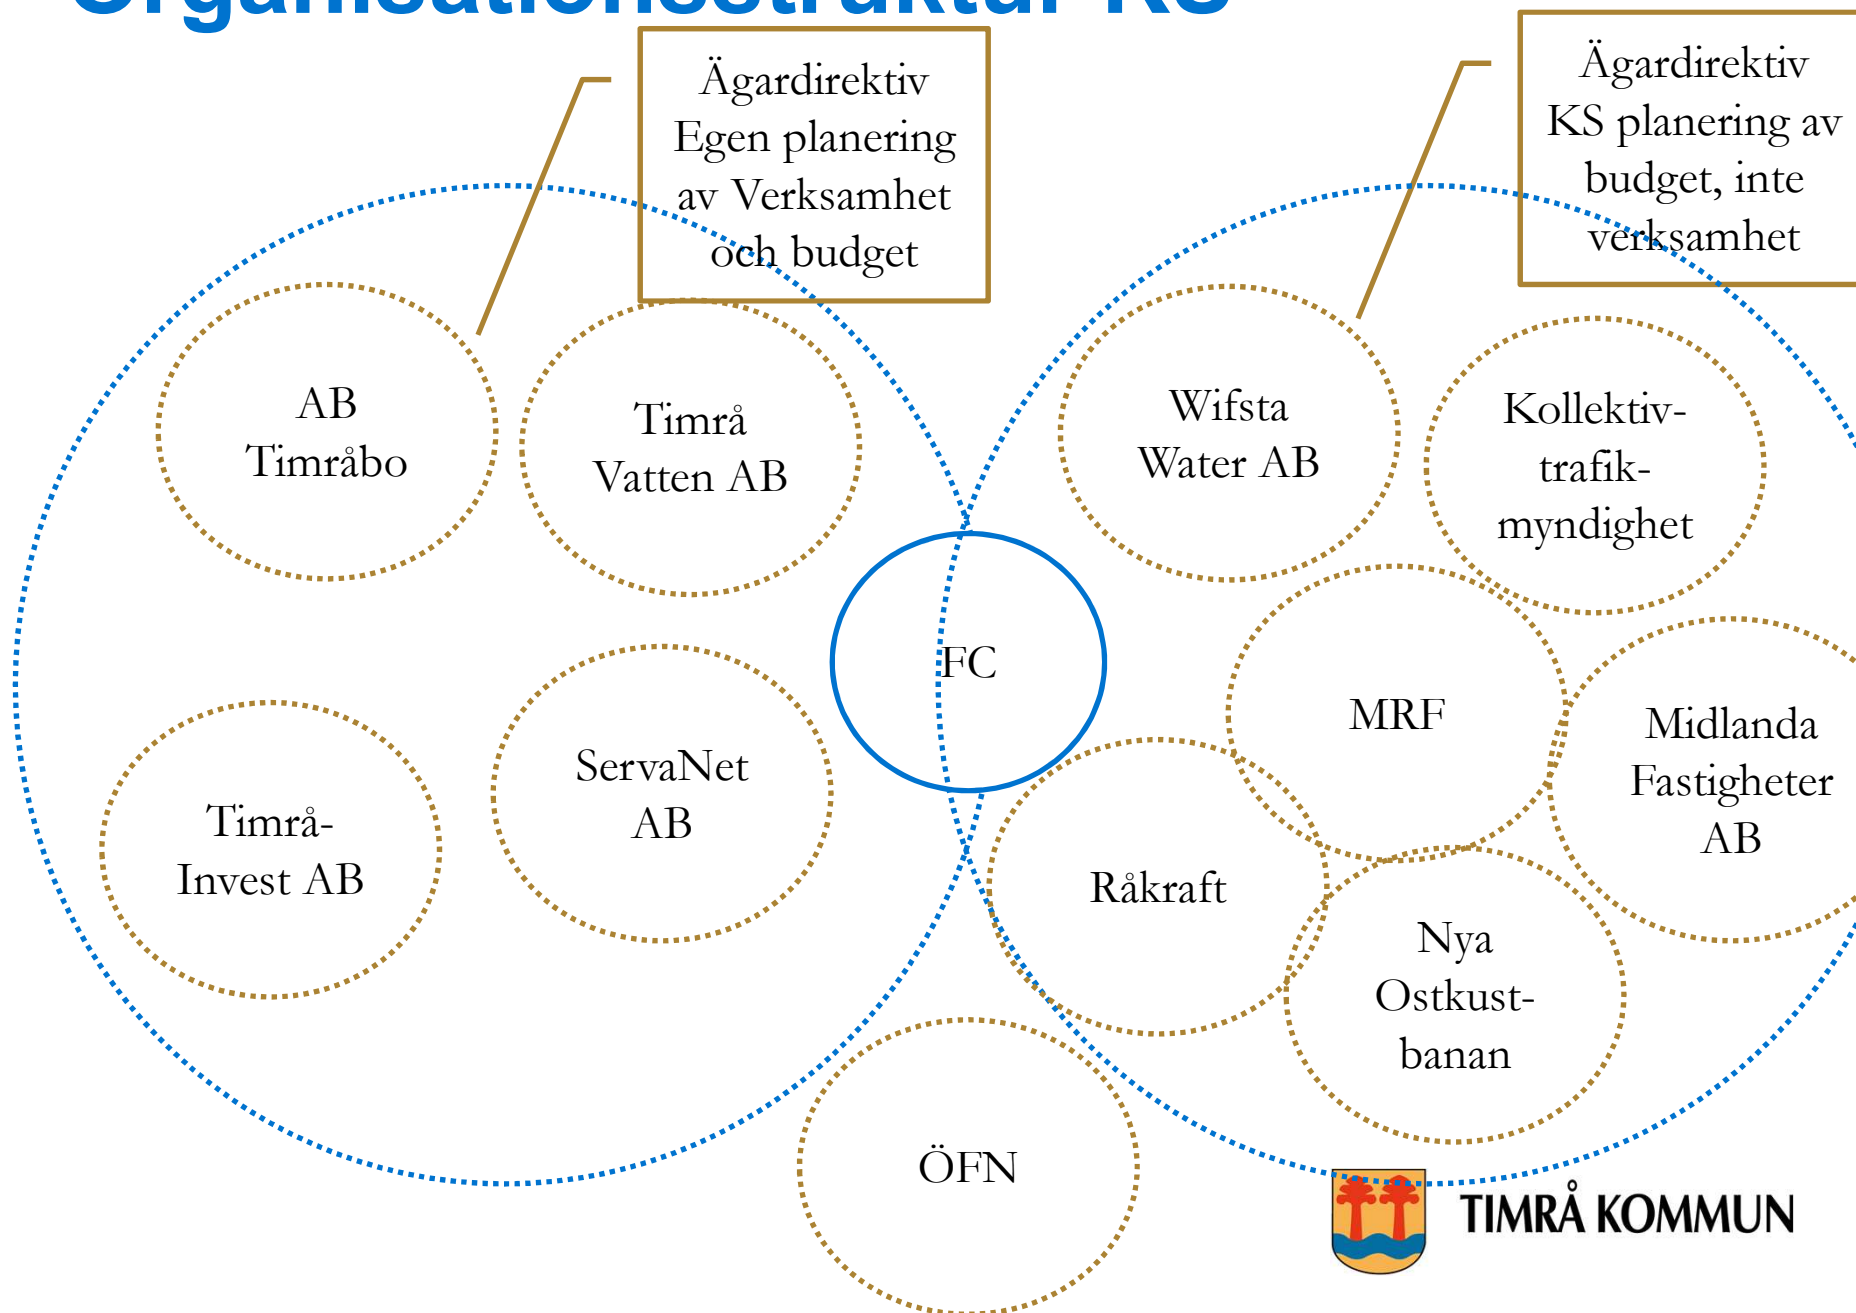 Organisationsstruktur KS
Ägardirektiv
Egen planering
av Verksamhet
och budget
Ägardirektiv
KS planering av
budget, inte
verksamhet
AB
Timråbo
Timrå
Vatten AB
Wifsta
Water AB
Kollektiv-
trafik-
myndighet
FC
MRF
Midlanda
Fastigheter
AB
Timrå-
Invest AB
ServaNet
AB
Råkraft
Nya
Ostkust-
banan
ÖFN
TIMRÅ KOMMUN